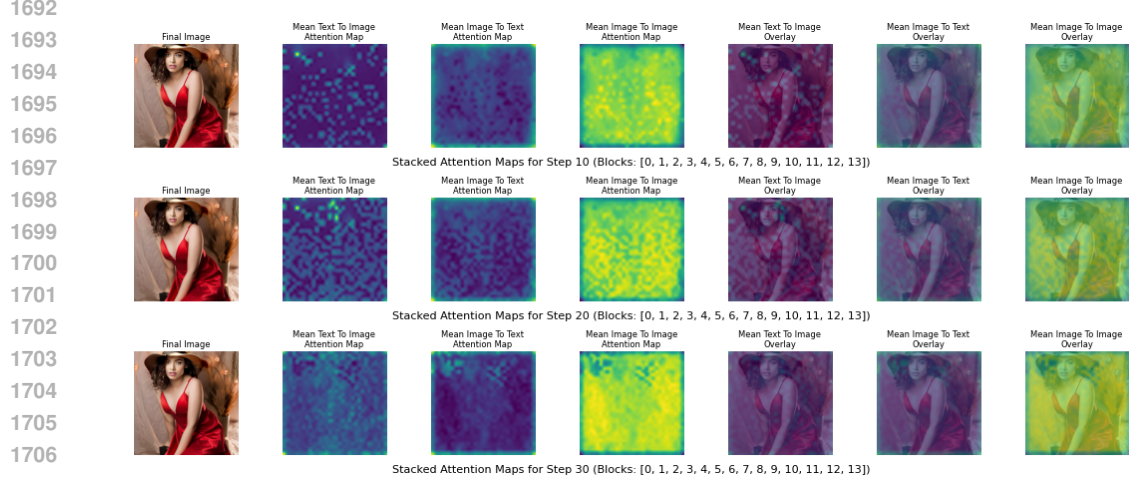 1692
1693
Final Image
Mean Text To Image Attention Map
Mean Image To Text Attention Map
Mean Image To Image Attention Map
Mean Text To Image Overlay
Mean Image To Text Overlay
Mean Image To Image Overlay
1694
1695
1696
Stacked Attention Maps for Step 10 (Blocks: [0, 1, 2, 3, 4, 5, 6, 7, 8, 9, 10, 11, 12, 13])
1697
1698
Final Image
Mean Text To Image Attention Map
Mean Image To Text Attention Map
Mean Image To Image Attention Map
Mean Text To Image Overlay
Mean Image To Text Overlay
Mean Image To Image Overlay
1699
1700
1701
Stacked Attention Maps for Step 20 (Blocks: [0, 1, 2, 3, 4, 5, 6, 7, 8, 9, 10, 11, 12, 13])
1702
1703
Final Image
Mean Text To Image Attention Map
Mean Image To Text Attention Map
Mean Image To Image Attention Map
Mean Text To Image Overlay
Mean Image To Text Overlay
Mean Image To Image Overlay
1704
1705
1706
Stacked Attention Maps for Step 30 (Blocks: [0, 1, 2, 3, 4, 5, 6, 7, 8, 9, 10, 11, 12, 13])